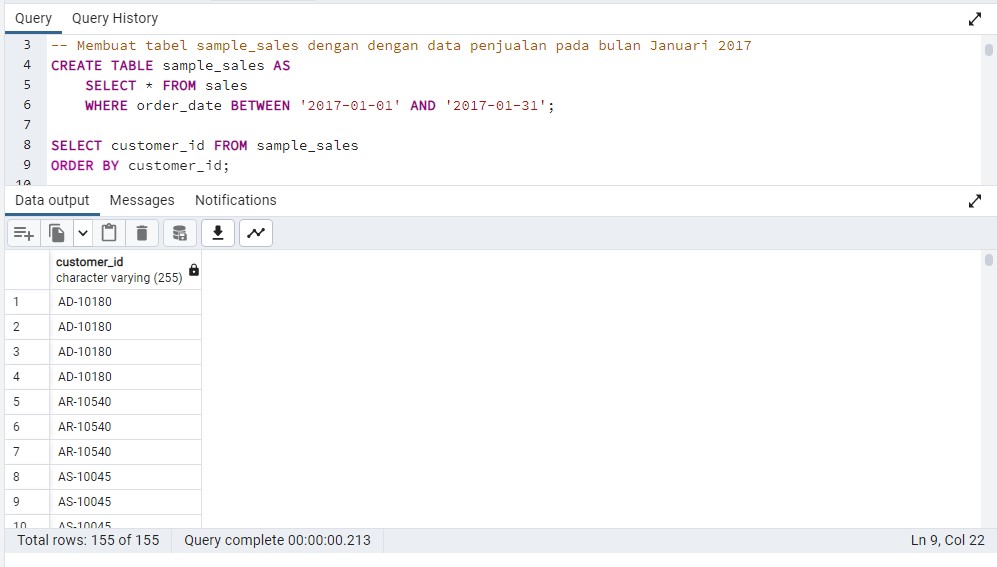 Query Query History
3 -- Membuat tabel sample_sales dengan dengan data penjualan pada bulan Januari 2017
4 CREATE TABLE sample_sales AS
5 SELECT * FROM sales
6 WHERE order_date BETWEEN '2017-01-01' AND '2017-01-31';
7
8 SELECT customer_id FROM sample_sales
9 ORDER BY customer_id;
10
Data output Messages Notifications
customer_id
character varying (255)
1 AD-10180
2 AD-10180
3 AD-10180
4 AD-10180
5 AR-10540
6 AR-10540
7 AR-10540
8 AS-10045
9 AS-10045
10 AS-10045
Total rows: 155 of 155 Query complete 00:00:00.213 Ln 9, Col 22